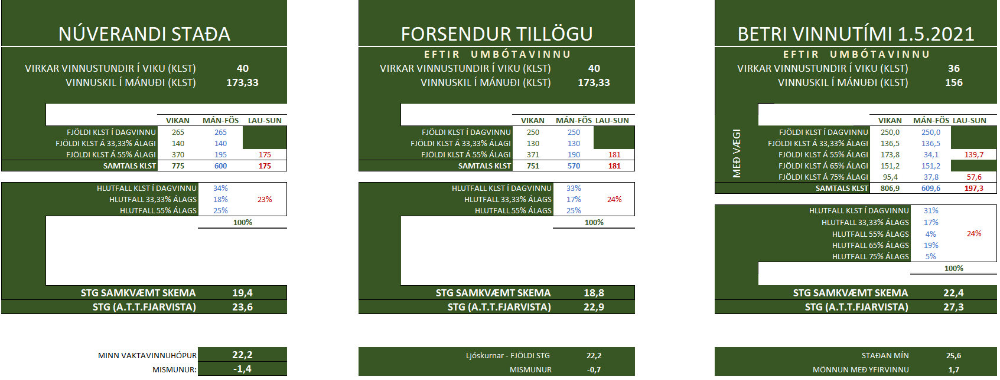 NÚVERANDI STAÐA
VIRKAR VINNUSTUNDIR Í VIKU (KLST) 40
VINNUSKIL Í MÁNUÐI (KLST) 173,33
VIKAN MÁN-FÖS LAU-SUN
FJÖLDI KLST Í DAGVINNU 265 265
FJÖLDI KLST Á 33,33% ÁLAGI 140 140
FJÖLDI KLST Á 55% ÁLAGI 370 195 175
SAMTALS KLST 775 600 175
HLUTFALL KLST Í DAGVINNU 34%
HLUTFALL 33,33% ÁLAGS 18% 23%
HLUTFALL 55% ÁLAGS 25%
100%
STG SAMKVÆMT SKEMA 19,4
STG (A.T.T.FJARVISTA) 23,6
MINN VAKTAVINNUHÓPUR 22,2
MISMUNUR: -1,4
FORSENDUR TILLÖGU
EFTIR UMBÓTAVINNU
VIRKAR VINNUSTUNDIR Í VIKU (KLST) 40
VINNUSKIL Í MÁNUÐI (KLST) 173,33
VIKAN MÁN-FÖS LAU-SUN
FJÖLDI KLST Í DAGVINNU 250 250
FJÖLDI KLST Á 33,33% ÁLAGI 130 130
FJÖLDI KLST Á 55% ÁLAGI 371 190 181
SAMTALS KLST 751 570 181
HLUTFALL KLST Í DAGVINNU 33%
HLUTFALL 33,33% ÁLAGS 17% 24%
HLUTFALL 55% ÁLAGS 25%
100%
STG SAMKVÆMT SKEMA 18,8
STG (A.T.T.FJARVISTA) 22,9
Ljóskurnar - FJÖLDI STG 22,2
MISMUNUR -0,7
BETRI VINNUTÍMI 1.5.2021
EFTIR UMBÓTAVINNU
VIRKAR VINNUSTUNDIR Í VIKU (KLST) 36
VINNUSKIL Í MÁNUÐI (KLST) 156
VIKAN MÁN-FÖS LAU-SUN
MEÐ VÆGI
FJÖLDI KLST Í DAGVINNU 250,0 250,0
FJÖLDI KLST Á 33,33% ÁLAGI 136,5 136,5
FJÖLDI KLST Á 55% ÁLAGI 173,8 34,1 139,7
FJÖLDI KLST Á 65% ÁLAGI 151,2 151,2
FJÖLDI KLST Á 75% ÁLAGI 95,4 37,8 57,6
SAMTALS KLST 806,9 609,6 197,3
HLUTFALL KLST Í DAGVINNU 31%
HLUTFALL 33,33% ÁLAGS 17%
HLUTFALL 55% ÁLAGS 4% 24%
HLUTFALL 65% ÁLAGS 19%
HLUTFALL 75% ÁLAGS 5%
100%
STG SAMKVÆMT SKEMA 22,4
STG (A.T.T.FJARVISTA) 27,3
STAÐAN MÍN 25,6
MÖNNUN MEÐ YFIRVINNU 1,7